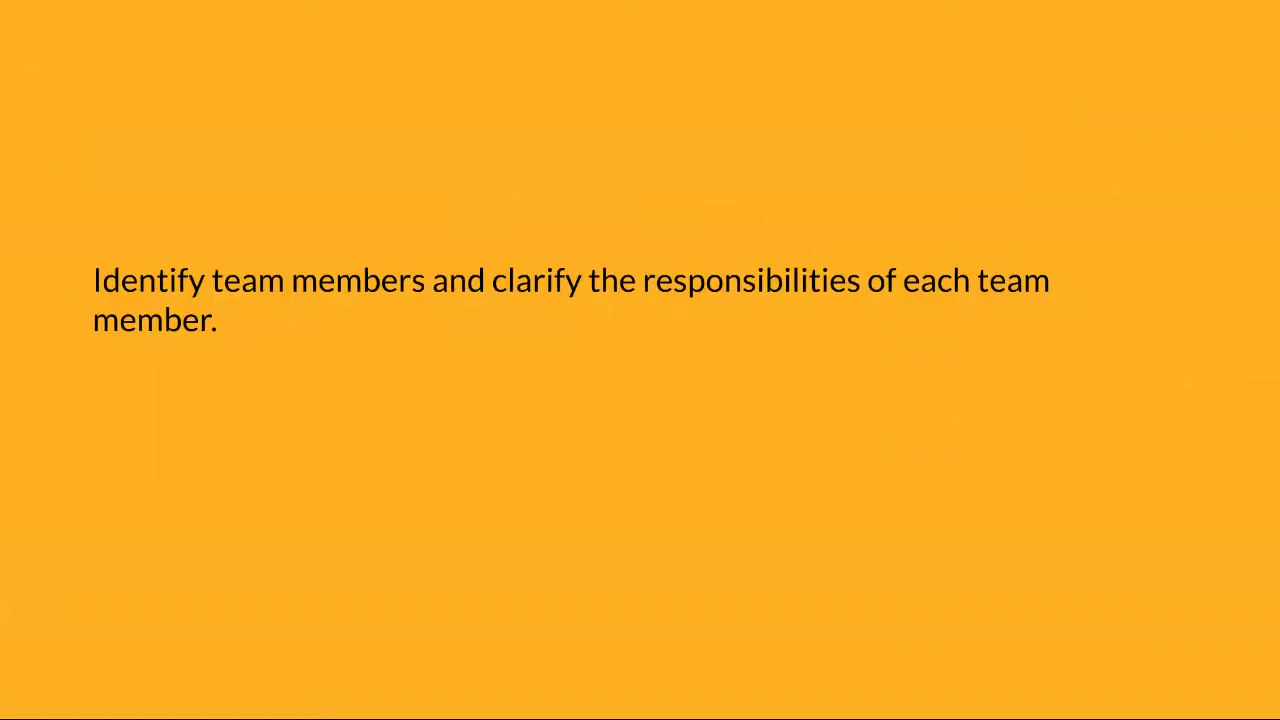 Identify team members and clarify the responsibilities of each team
member.